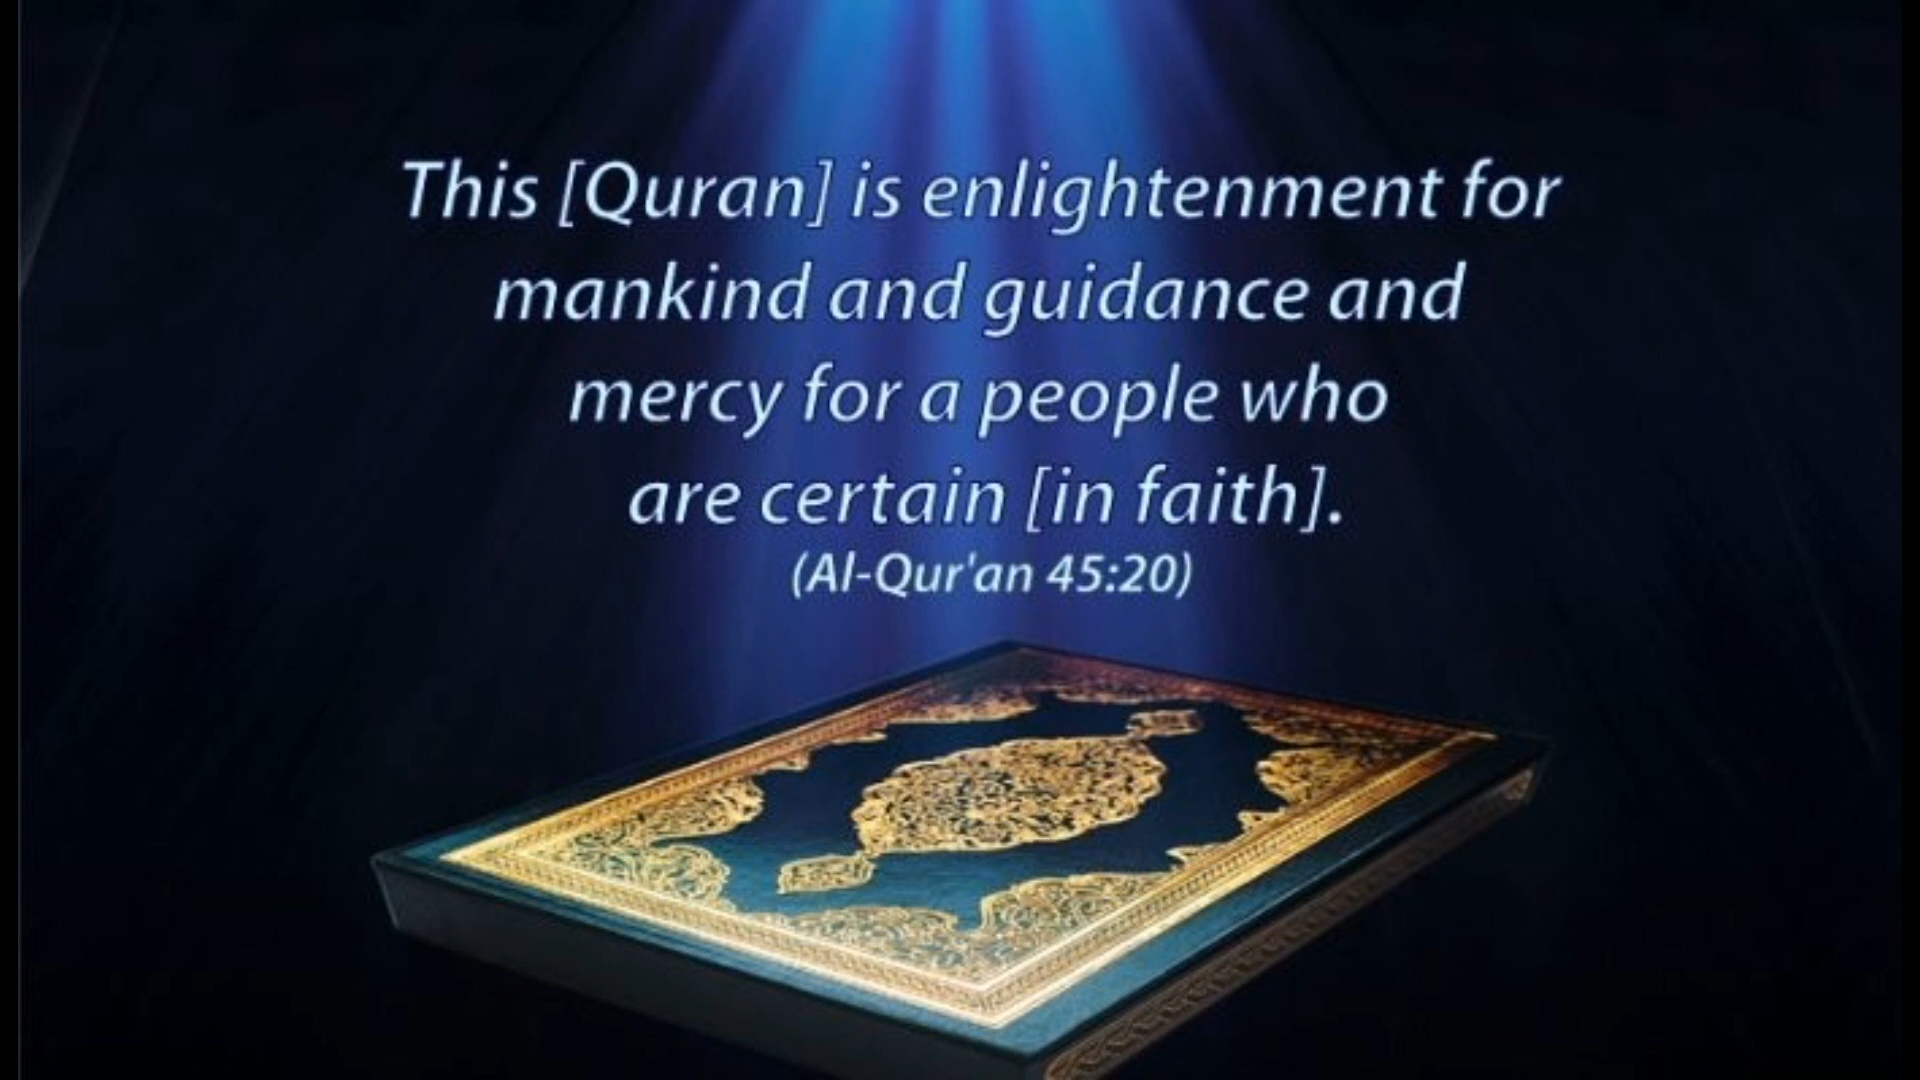 This [Quran] is enlightenment for
mankind and guidance and
mercy for a people who
are certain [in faith].
(Al-Qur'an 45:20)